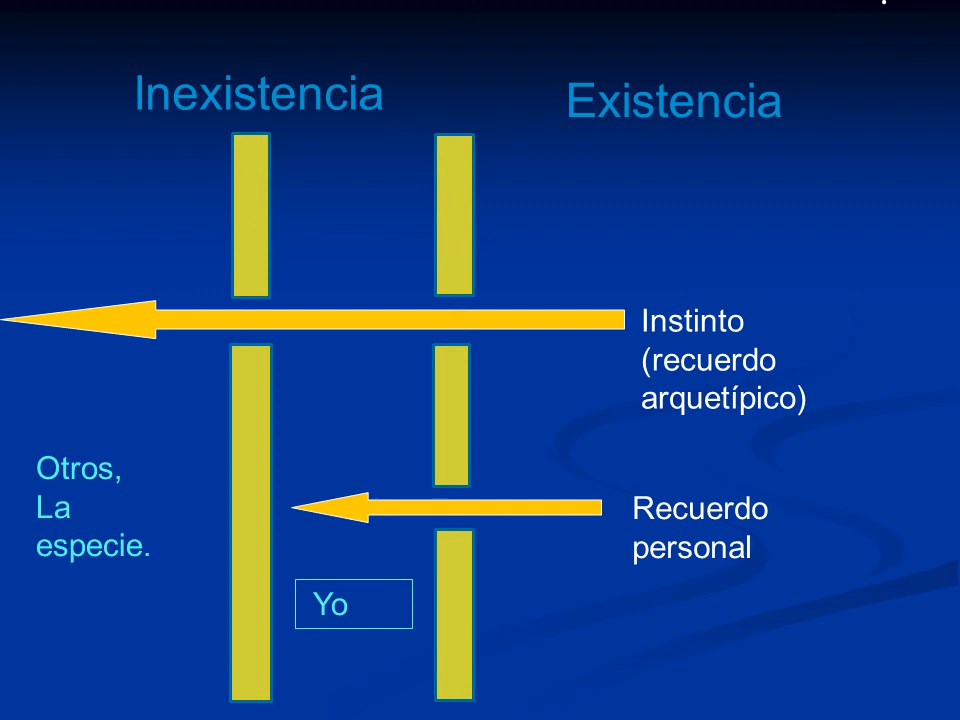 Inexistencia
Existencia
Instinto
(recuerdo
arquetípico)
Otros,
La
especie.
Recuerdo
personal
Yo